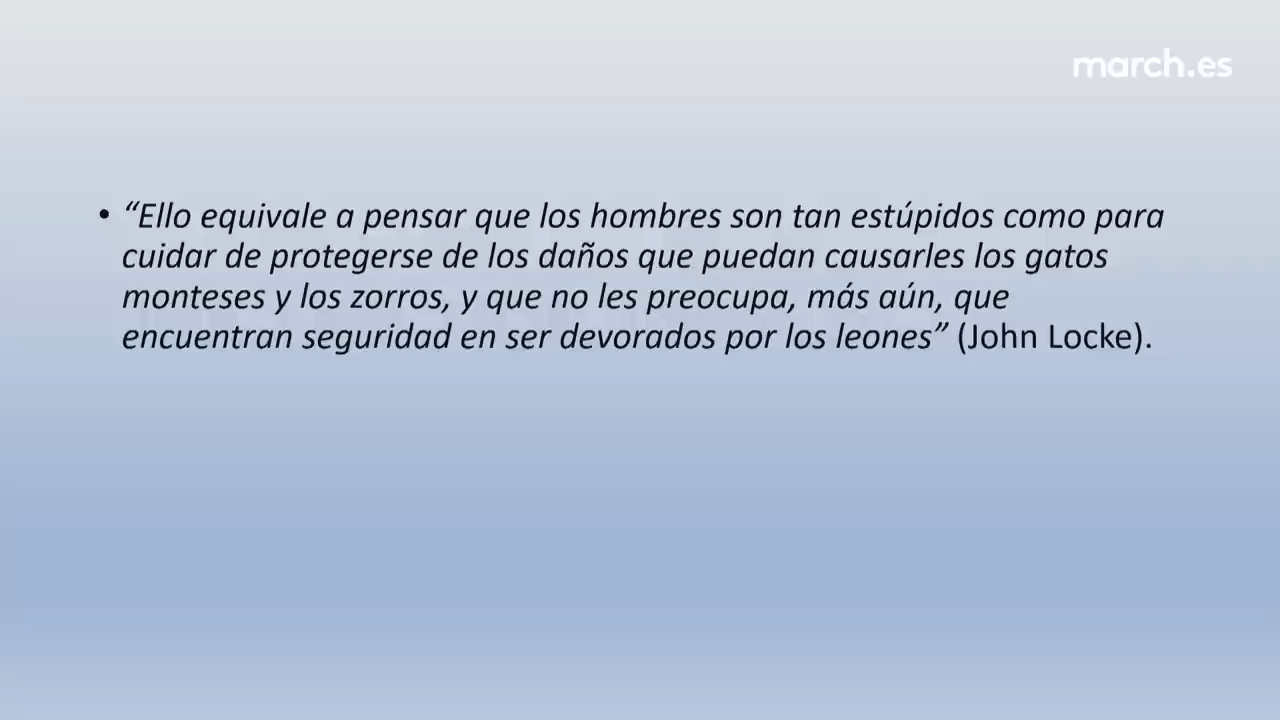 march.es
• “Ello equivale a pensar que los hombres son tan estúpidos como para
cuidar de protegerse de los daños que puedan causarles los gatos
monteses y los zorros, y que no les preocupa, más aún, que
encuentran seguridad en ser devorados por los leones” (John Locke).